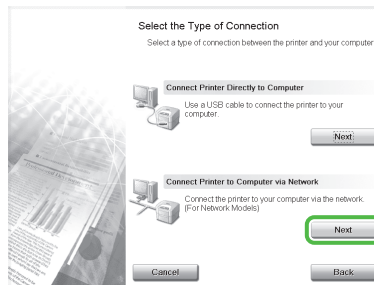 Select the Type of Connection
Select a type of connection between the printer and your computer
Connect Printer Directly to Computer
Use a USB cable to connect the printer to your
computer.
Next
Connect Printer to Computer via Network
Connect the printer to your computer via the network.
(For Network Models)
Next
Cancel
Back